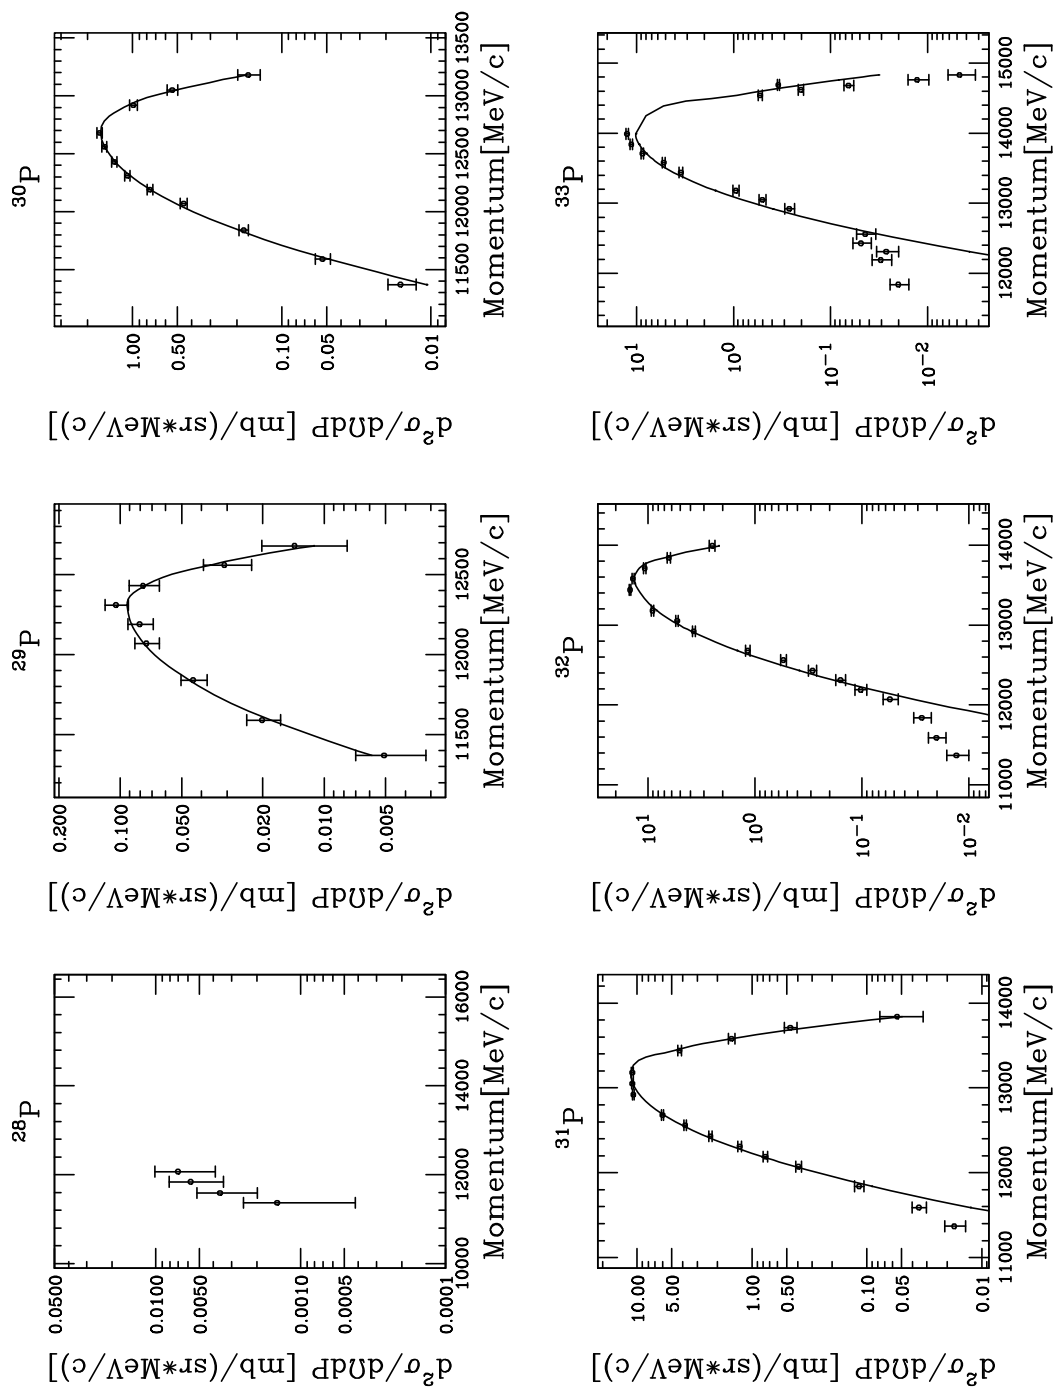 ²⁸P
d²σ/dΩdP [mb/(sr*MeV/c)]
0.0500
0.0100
0.0050
0.0010
0.0005
0.0001
10000 12000 14000 16000
Momentum[MeV/c]
²⁹P
d²σ/dΩdP [mb/(sr*MeV/c)]
0.200
0.100
0.050
0.020
0.010
0.005
11500 12000 12500
Momentum[MeV/c]
³⁰P
d²σ/dΩdP [mb/(sr*MeV/c)]
1.00
0.50
0.10
0.05
0.01
11500 12000 12500 13000 13500
Momentum[MeV/c]
³¹P
d²σ/dΩdP [mb/(sr*MeV/c)]
10.00
5.00
1.00
0.50
0.10
0.05
0.01
11000 12000 13000 14000
Momentum[MeV/c]
³²P
d²σ/dΩdP [mb/(sr*MeV/c)]
10¹
10⁰
10⁻¹
10⁻²
11000 12000 13000 14000
Momentum[MeV/c]
³³P
d²σ/dΩdP [mb/(sr*MeV/c)]
10¹
10⁰
10⁻¹
10⁻²
12000 13000 14000 15000
Momentum[MeV/c]